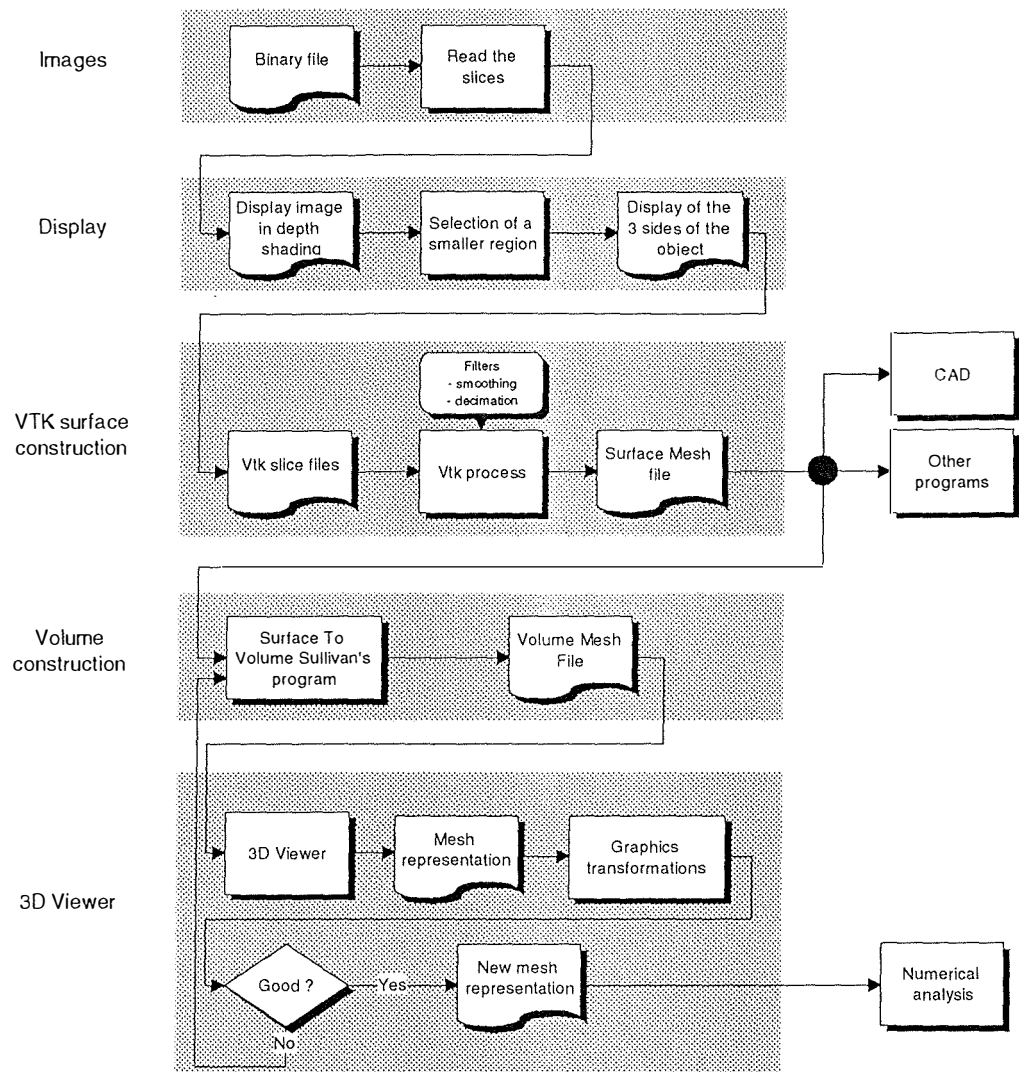 Images
Binary file
Read the
slices
Display
Display image
in depth
shading
Selection of a
smaller region
Display of the
3 sides of the
object
VTK surface
construction
Filters
- smoothing
- decimation
Vtk slice files
Vtk process
Surface Mesh
file
CAD
Other
programs
Volume
construction
Surface To
Volume Sullivan's
program
Volume Mesh
File
3D Viewer
3D Viewer
Mesh
representation
Graphics
transformations
Good ?
Yes
No
New mesh
representation
Numerical
analysis